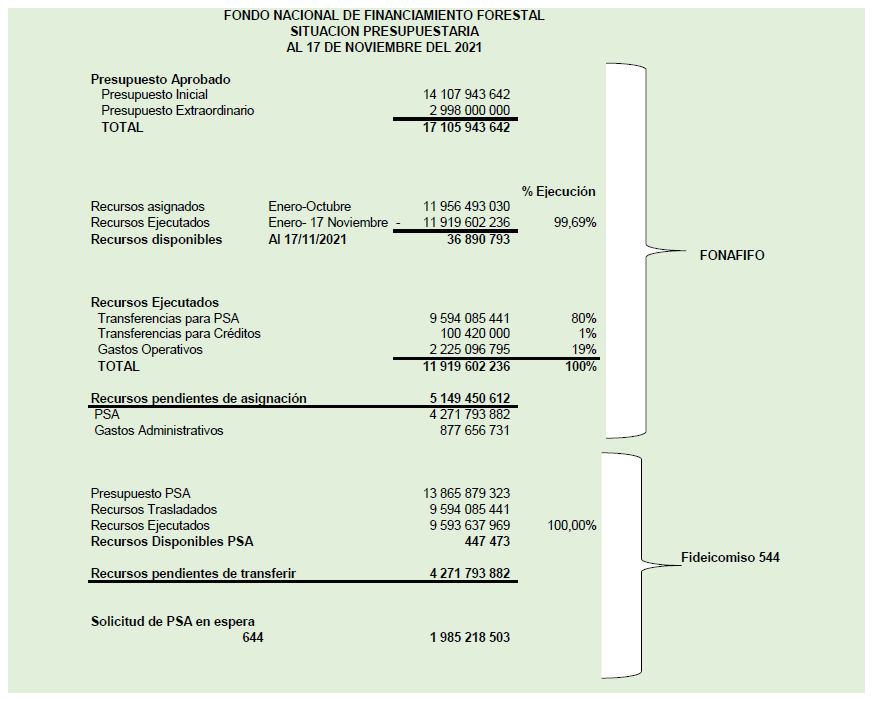 FONDO NACIONAL DE FINANCIAMIENTO FORESTAL
SITUACION PRESUPUESTARIA
AL 17 DE NOVIEMBRE DEL 2021
Presupuesto Aprobado
Presupuesto Inicial 14 107 943 642
Presupuesto Extraordinario 2 998 000 000
TOTAL 17 105 943 642
% Ejecución
Recursos asignados Enero-Octubre 11 956 493 030
Recursos Ejecutados Enero- 17 Noviembre - 11 919 602 236 99,69%
Recursos disponibles Al 17/11/2021 36 890 793
FONAFIFO
Recursos Ejecutados
Transferencias para PSA 9 594 085 441 80%
Transferencias para Créditos 100 420 000 1%
Gastos Operativos 2 225 096 795 19%
TOTAL 11 919 602 236 100%
Recursos pendientes de asignación 5 149 450 612
PSA 4 271 793 882
Gastos Administrativos 877 656 731
Presupuesto PSA 13 865 879 323
Recursos Trasladados 9 594 085 441
Recursos Ejecutados 9 593 637 969 100,00%
Recursos Disponibles PSA 447 473
Fideicomiso 544
Recursos pendientes de transferir 4 271 793 882
Solicitud de PSA en espera
644 1 985 218 503